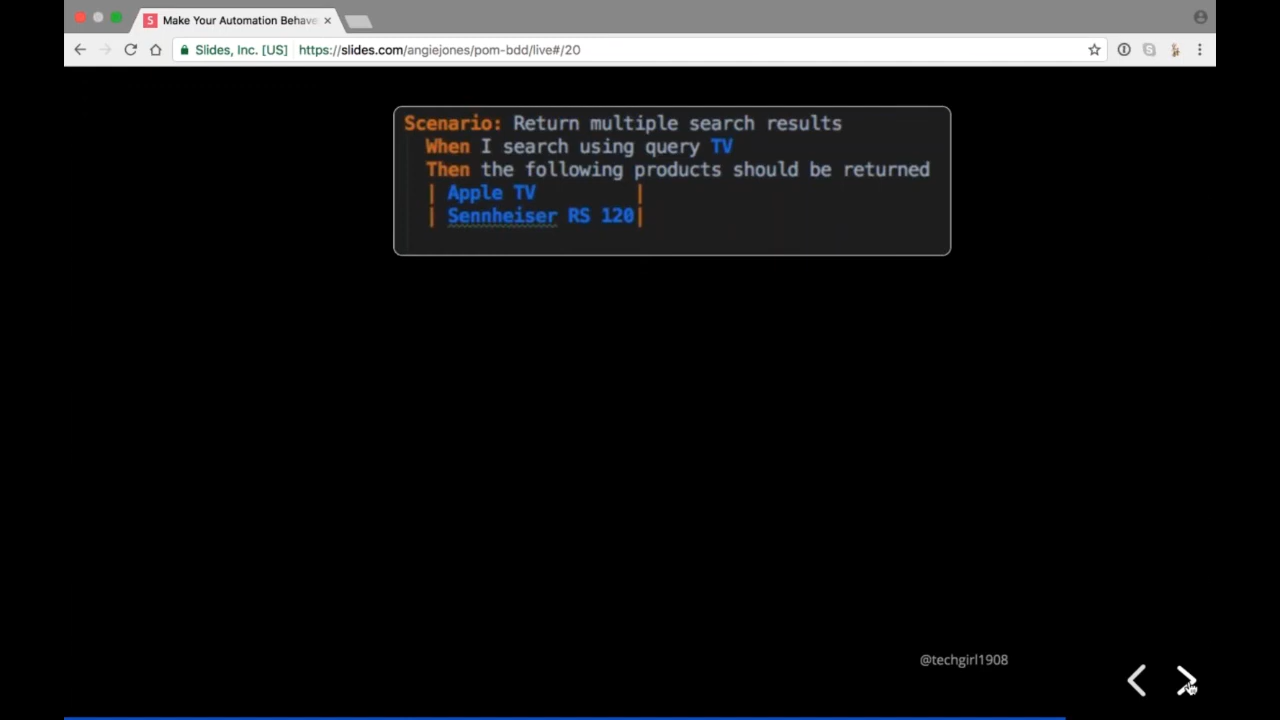 Make Your Automation Behave
Slides, Inc. [US] https://slides.com/angiejones/pom-bdd/live#/20
Scenario: Return multiple search results
When I search using query TV
Then the following products should be returned
| Apple TV |
| Sennheiser RS 120|
@techgirl1908